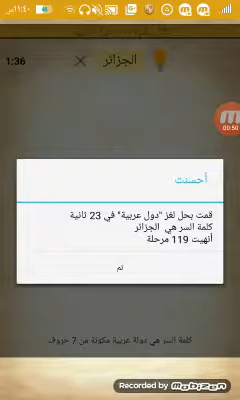 ١١:٤٠ص
1:36
الجزائر
00:50
أحسنت
قمت بحل لغز "دول عربية" في 23 ثانية
كلمة السر هي الجزائر
أنهيت 119 مرحلة
تم
كلمة السر هي دولة عربية مكونة من 7 حروف
Recorded by Mobizen